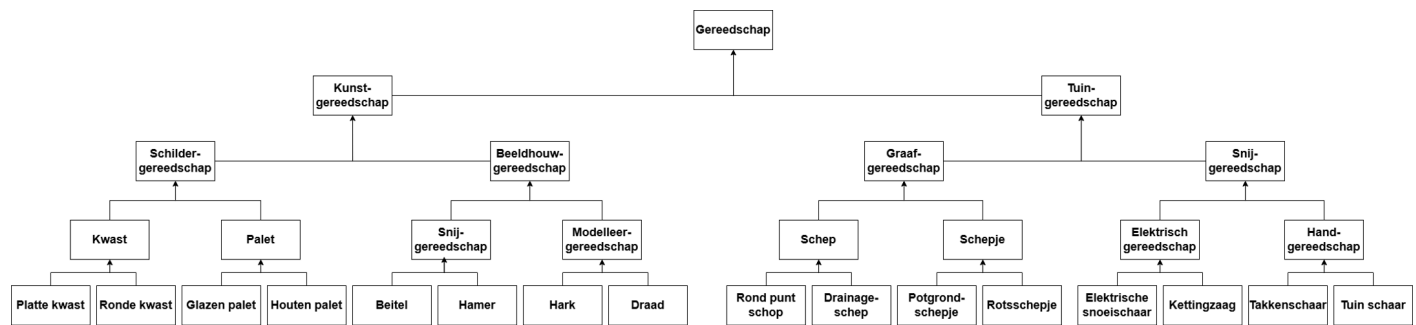 Gereedschap
Kunst-
gereedschap
Tuin-
gereedschap
Schilder-
gereedschap
Beeldhouw-
gereedschap
Graaf-
gereedschap
Snij-
gereedschap
Kwast
Palet
Snij-
gereedschap
Modelleer-
gereedschap
Schep
Schepje
Elektrisch
gereedschap
Hand-
gereedschap
Platte kwast
Ronde kwast
Glazen palet
Houten palet
Beitel
Hamer
Hark
Draad
Rond punt
schop
Drainage-
schep
Potgrond-
schepje
Rotsschepje
Elektrische
snoeischaar
Kettingzaag
Takkenschaar
Tuin schaar